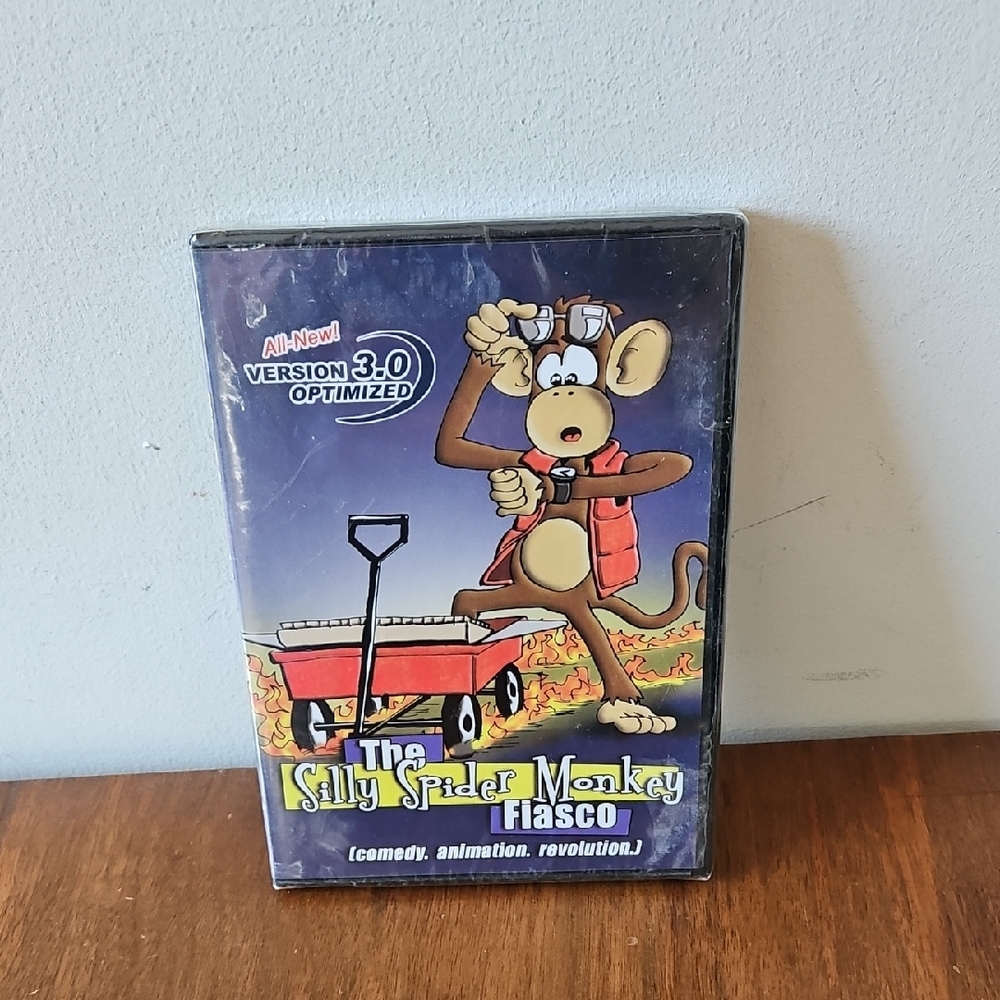 All-New!
VERSION 3.0
OPTIMIZED
The
Silly Spider Monkey
Fiasco
(comedy. animation. revolution.)